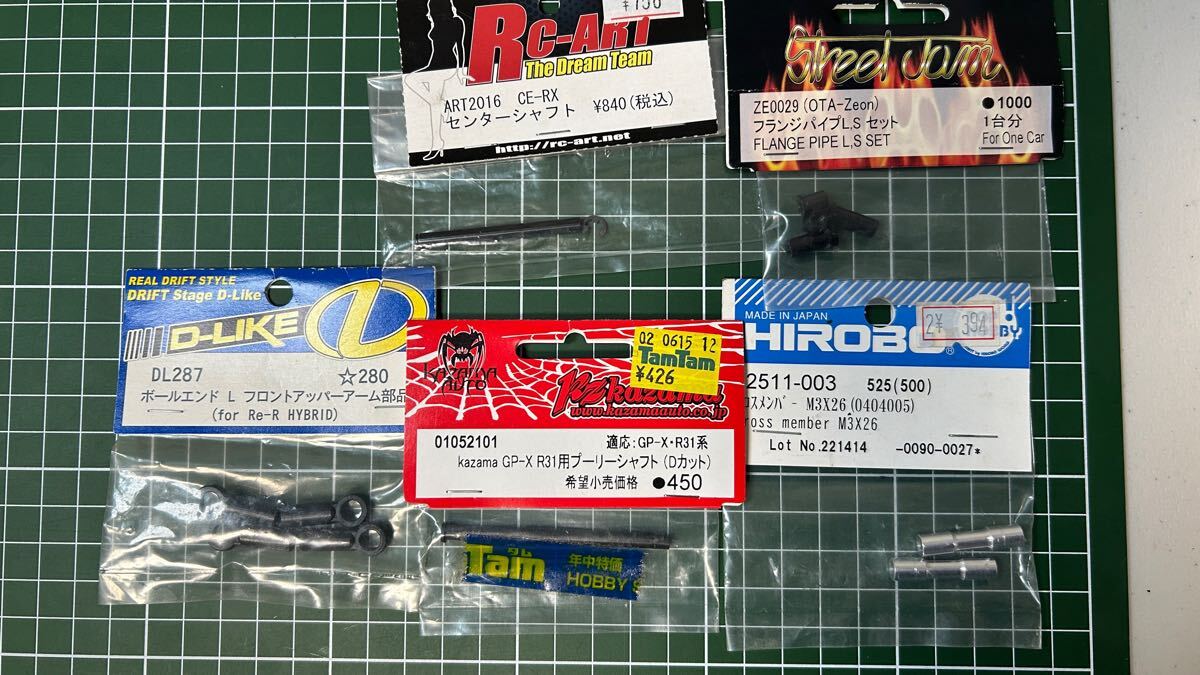 ¥756
RC-ART
The Dream Team
ART2016 CE-RX
センターシャフト ¥840(税込)
http://rc-art.net
Street Jam
ZE0029(OTA-Zeon)
●1000
フランジパイプL,S セット
1台分
FLANGE PIPE L,S SET
For One Car
REAL DRIFT STYLE
DRIFT Stage D-Like
D-LIKE
DL287
☆280
ボールエンド L フロントアッパーアーム部品
(for Re-R HYBRID)
KAZAMA
AUTO
02 0615 12
TamTam
¥426
kazama
www.kazamaauto.co.jp
01052101
適応:GP-X・R31系
kazama GP-X R31用プーリーシャフト(Dカット)
希望小売価格 ●450
Tam
タム
年中特価
HOBBY
MADE IN JAPAN
HIROBO
2¥ 394
2511-003 525(500)
ロスメンバー M3X26(0404005)
ross member M3X26
Lot No.221414 -0090-0027*